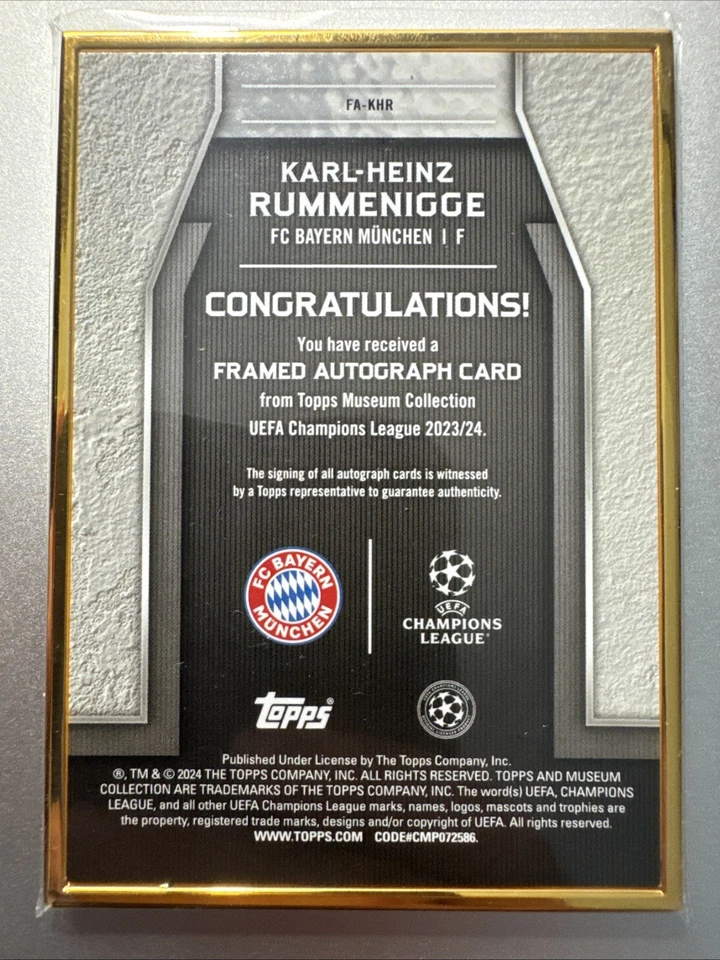 FA-KHR
KARL-HEINZ
RUMMENIGGE
FC BAYERN MÜNCHEN | F
CONGRATULATIONS!
You have received a
FRAMED AUTOGRAPH CARD
from Topps Museum Collection
UEFA Champions League 2023/24.
The signing of all autograph cards is witnessed
by a Topps representative to guarantee authenticity.
FC BAYERN
MÜNCHEN
UEFA
CHAMPIONS
LEAGUE®
topps®
Published Under License by The Topps Company, Inc.
®, TM & © 2024 THE TOPPS COMPANY, INC. ALL RIGHTS RESERVED. TOPPS AND MUSEUM
COLLECTION ARE TRADEMARKS OF THE TOPPS COMPANY, INC. The word(s) UEFA, CHAMPIONS
LEAGUE, and all other UEFA Champions League marks, names, logos, mascots and trophies are
the property, registered trade marks, designs and/or copyright of UEFA. All rights reserved.
WWW.TOPPS.COM CODE#CMP072586.